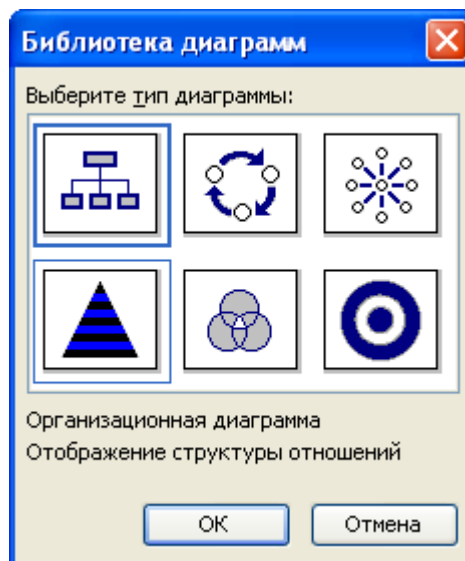 Библиотека диаграмм
Выберите тип диаграммы:
Организационная диаграмма
Отображение структуры отношений
ОК
Отмена